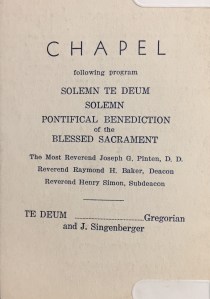 CHAPEL
following program
SOLEMN TE DEUM
SOLEMN
PONTIFICAL BENEDICTION
of the
BLESSED SACRAMENT
The Most Reverend Joseph G. Pinten, D. D.
Reverend Raymond H. Baker, Deacon
Reverend Henry Simon, Subdeacon
TE DEUM ____________Gregorian
and J. Singenberger